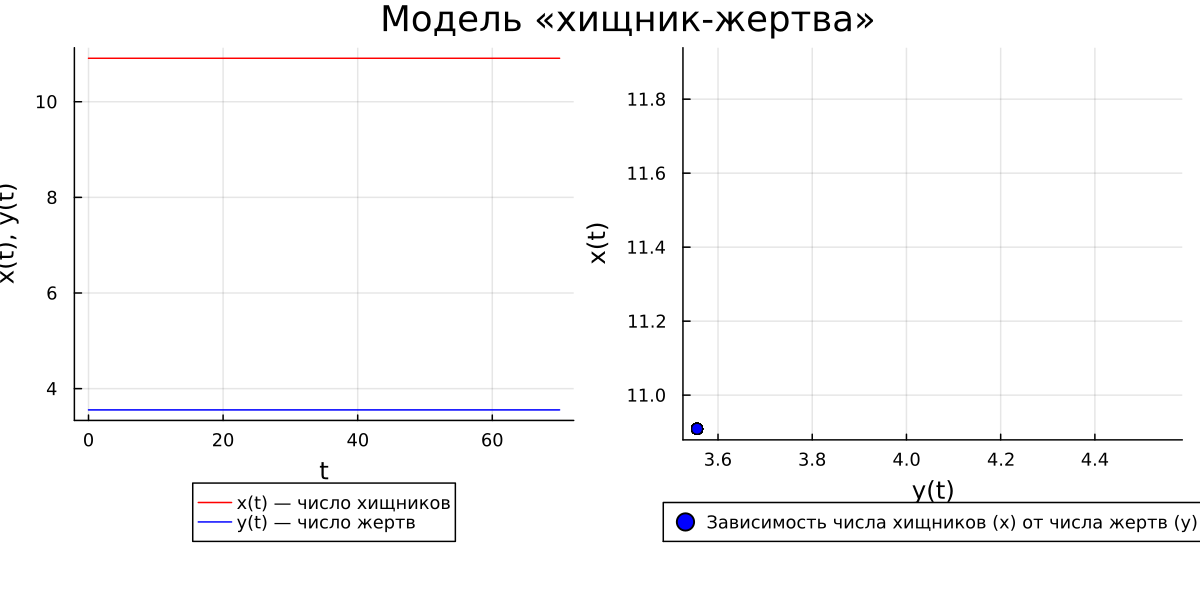 Модель «хищник-жертва»
x(t), y(t)
10
8
6
4
0
20
40
60
t
x(t) — число хищников
y(t) — число жертв
x(t)
11.8
11.6
11.4
11.2
11.0
3.6
3.8
4.0
4.2
4.4
y(t)
Зависимость числа хищников (x) от числа жертв (y)